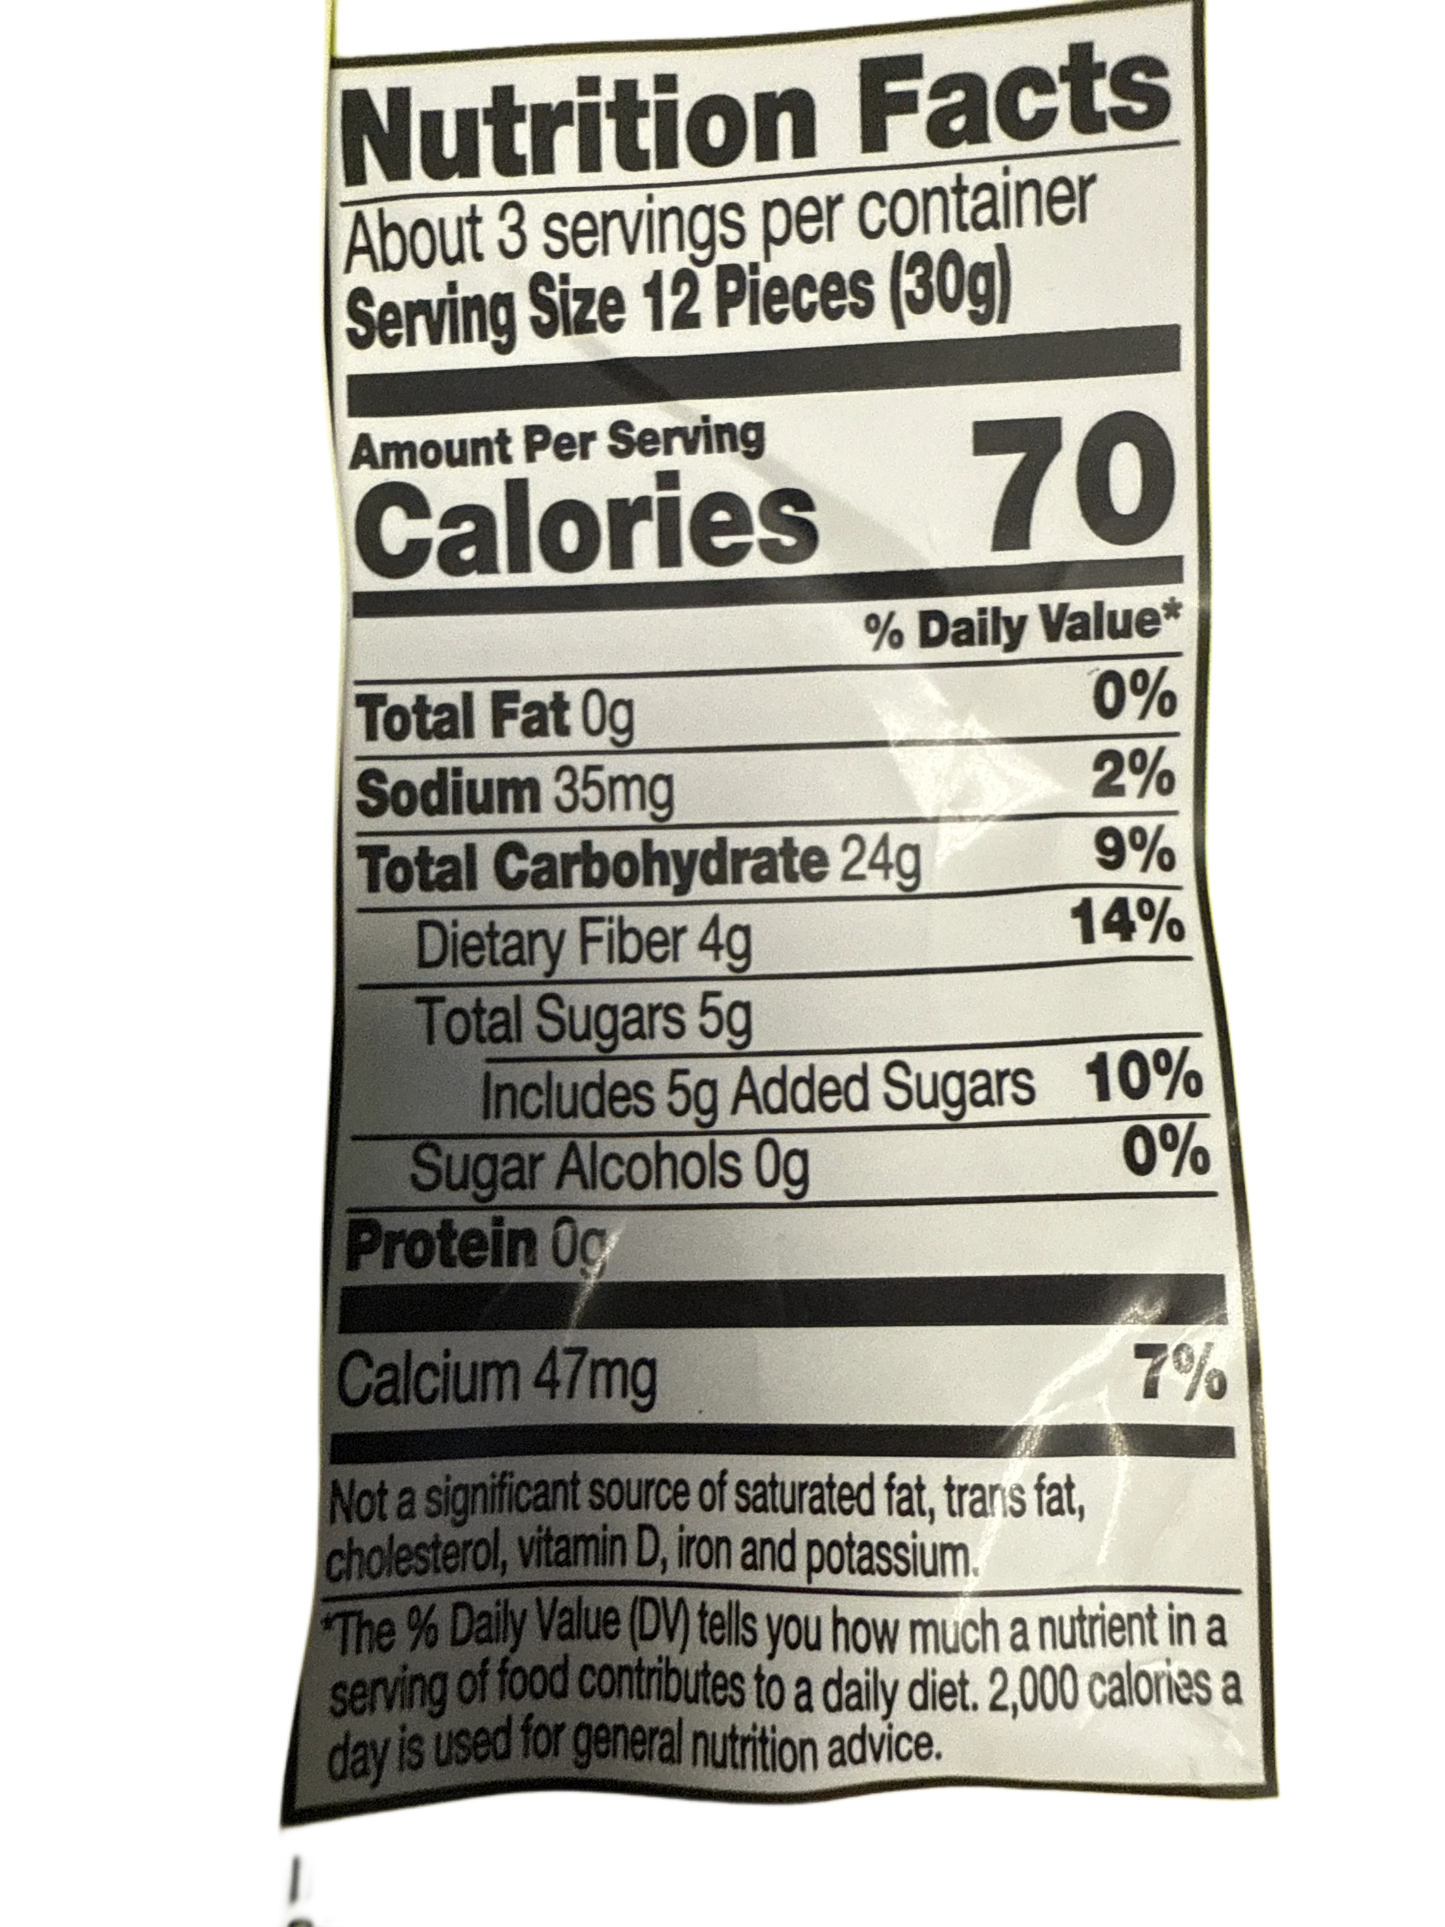 Nutrition Facts
About 3 servings per container
Serving Size 12 Pieces (30g)
Amount Per Serving
Calories 70
% Daily Value*
Total Fat 0g 0%
Sodium 35mg 2%
Total Carbohydrate 24g 9%
Dietary Fiber 4g 14%
Total Sugars 5g
Includes 5g Added Sugars 10%
Sugar Alcohols 0g 0%
Protein 0g
Calcium 47mg 7%
Not a significant source of saturated fat, trans fat,
cholesterol, vitamin D, iron and potassium.
*The % Daily Value (DV) tells you how much a nutrient in a
serving of food contributes to a daily diet. 2,000 calories a
day is used for general nutrition advice.